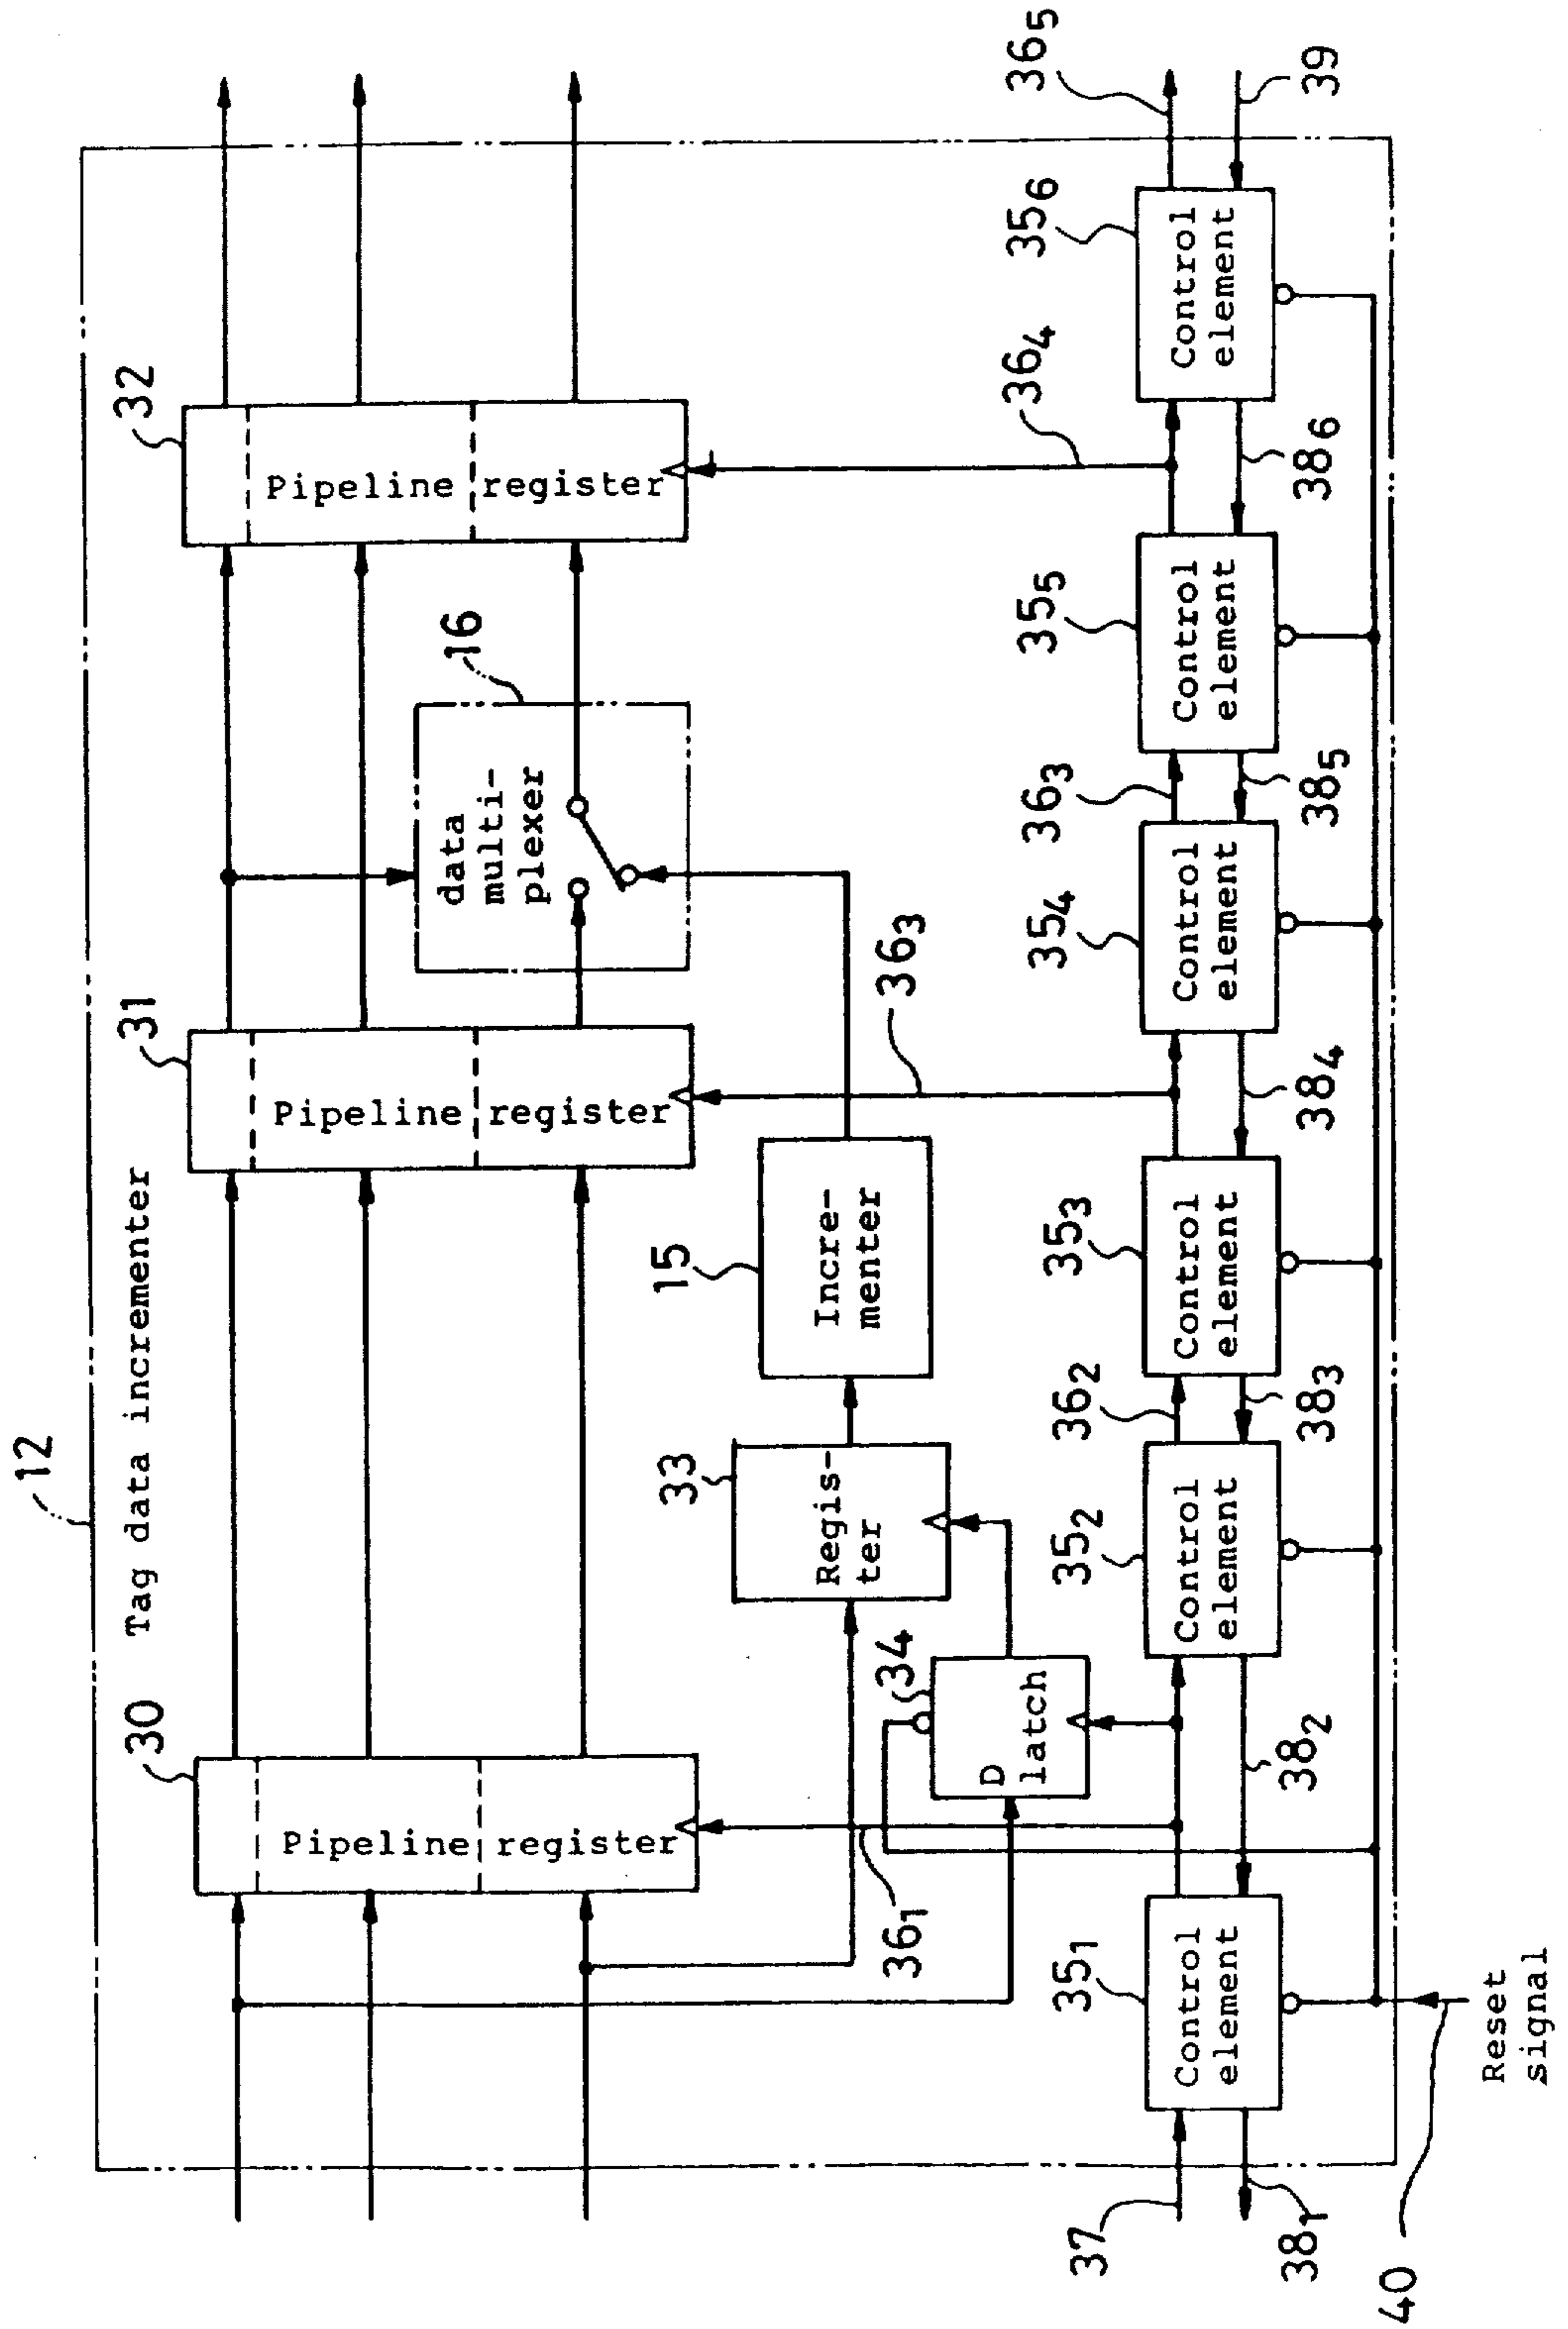 12
Tag data incrementer
30
31
32
Pipeline register
Pipeline register
Pipeline register
16
data
multi-
plexer
33
Regis-
ter
15
Incre-
menter
34
D
latch
36₁
36₃
36₄
35₁
Control
element
35₂
Control
element
35₃
Control
element
35₄
Control
element
35₅
Control
element
35₆
Control
element
36₂
36₃
36₅
37
38₁
38₂
38₃
38₄
38₅
38₆
39
40
Reset
signal